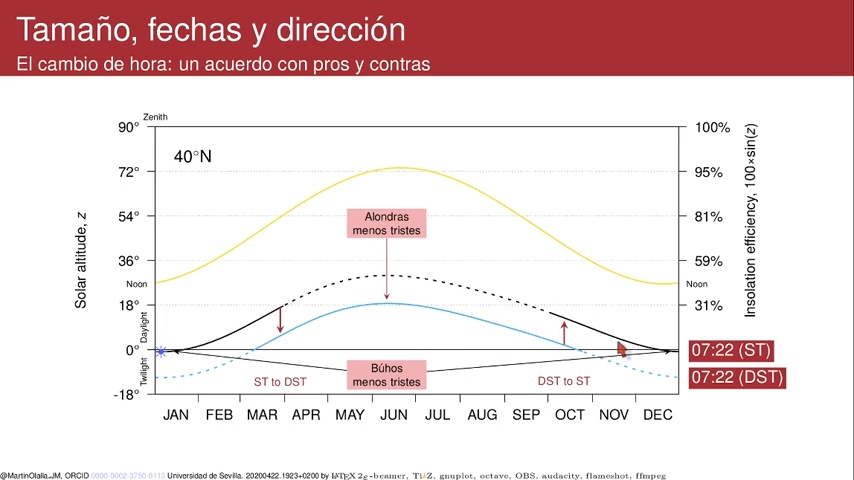 Tamaño, fechas y dirección
El cambio de hora: un acuerdo con pros y contras
Zenith
90°
100%
40°N
72°
95%
Alondras
menos tristes
54°
81%
Solar altitude, z
Insolation efficiency, 100×sin(z)
36°
59%
Noon
Noon
18°
31%
Daylight
0°
07:22 (ST)
Twilight
Búhos
menos tristes
ST to DST
DST to ST
07:22 (DST)
-18°
JAN FEB MAR APR MAY JUN JUL AUG SEP OCT NOV DEC
@MartinOlalla_JM, ORCID 0000-0002-3750-9113 Universidad de Sevilla. 20200422.1923+0200 by LATEX 2ε-beamer, TikZ, gnuplot, octave, OBS, audacity, flameshot, ffmpeg